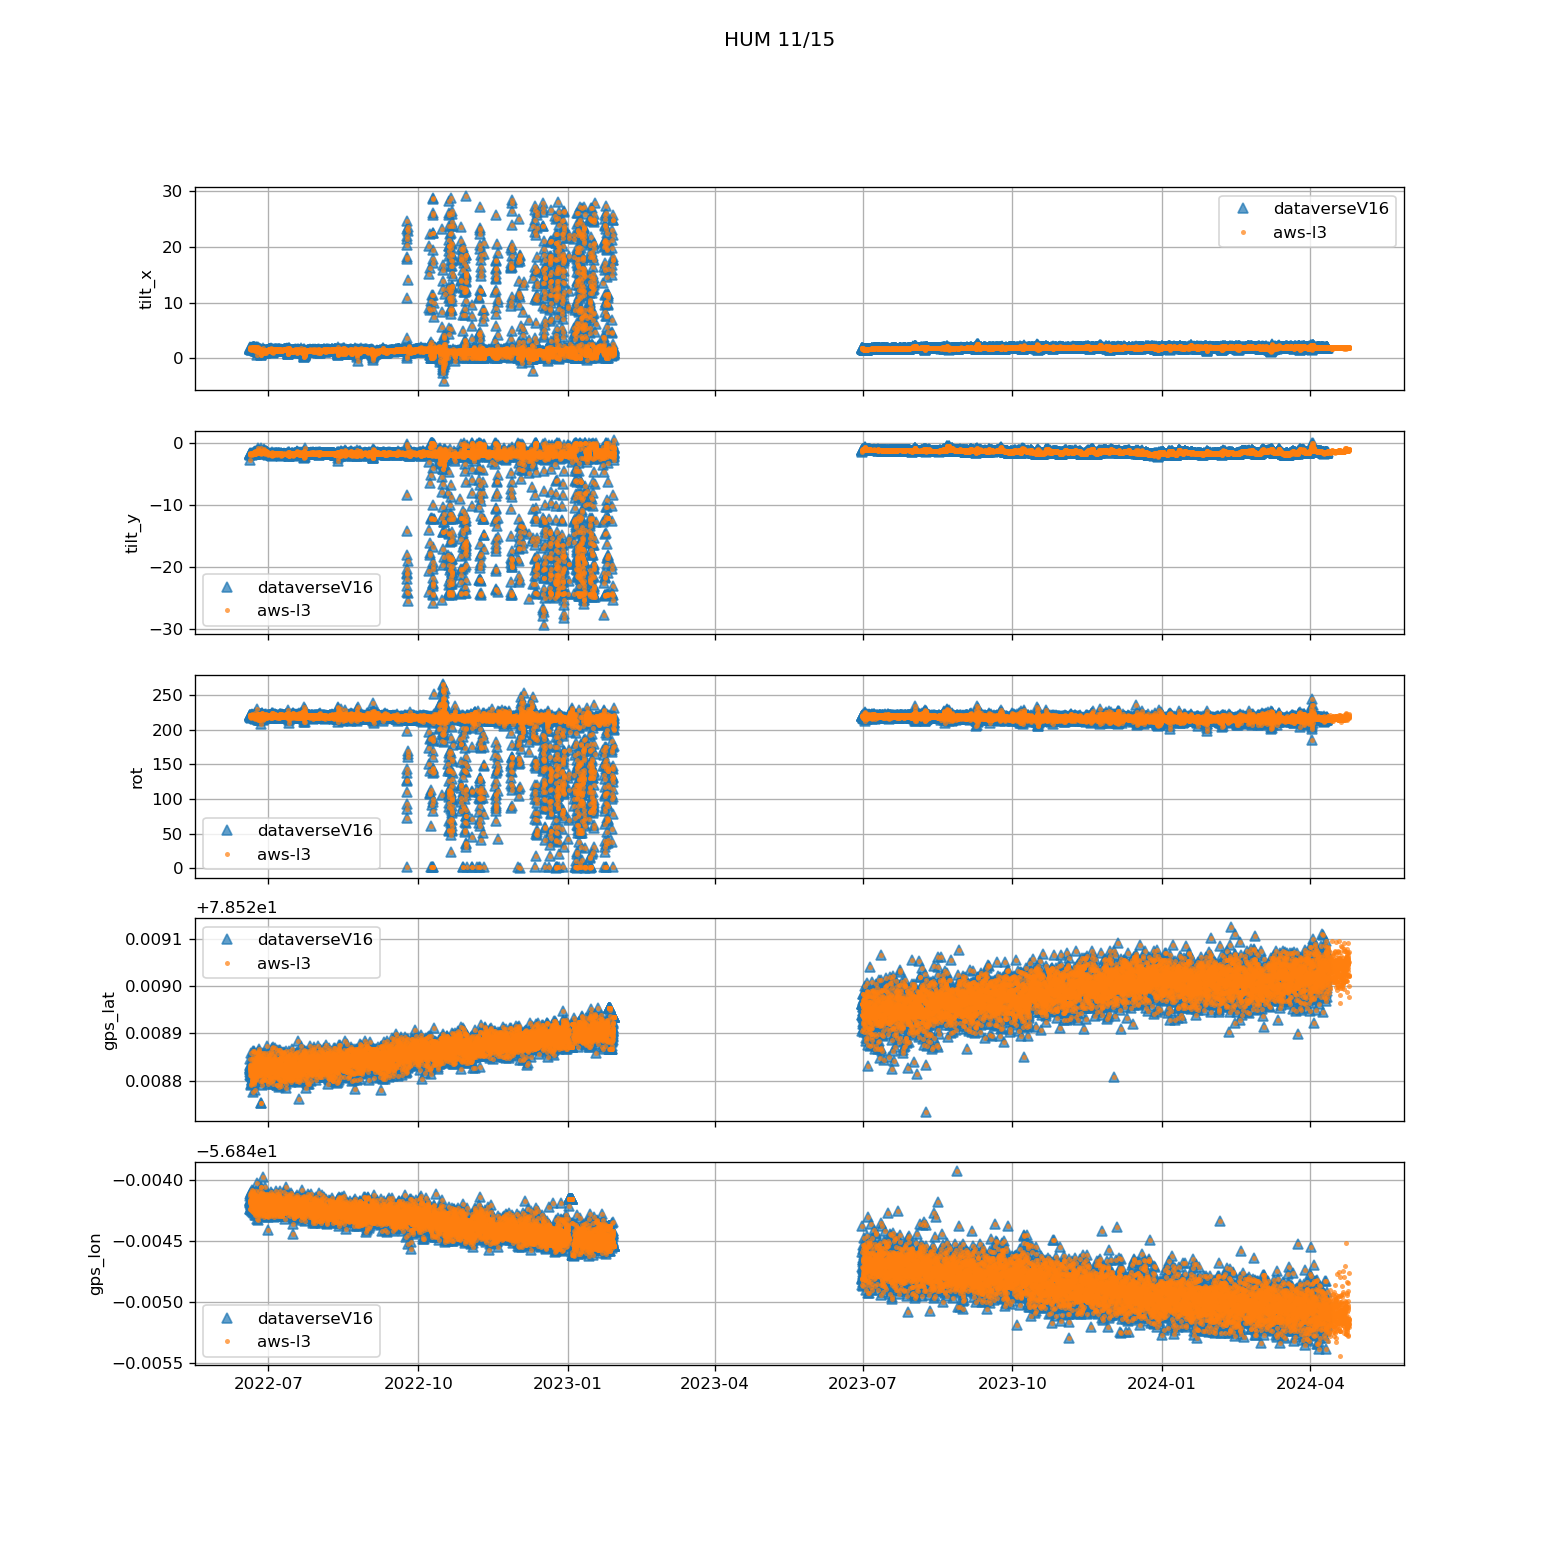 HUM 11/15
30
20
10
0
tilt_x
dataverseV16
aws-l3
0
−10
−20
−30
tilt_y
dataverseV16
aws-l3
250
200
150
100
50
0
rot
dataverseV16
aws-l3
+7.852e1
0.0091
0.0090
0.0089
0.0088
gps_lat
dataverseV16
aws-l3
−5.684e1
−0.0040
−0.0045
−0.0050
−0.0055
gps_lon
dataverseV16
aws-l3
2022-07 2022-10 2023-01 2023-04 2023-07 2023-10 2024-01 2024-04